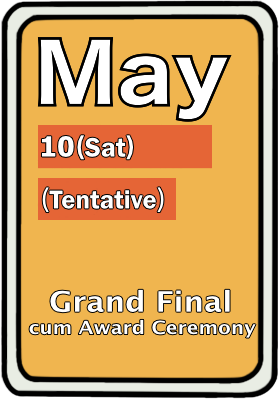 May
10(Sat)
(Tentative)
Grand Final
cum Award Ceremony